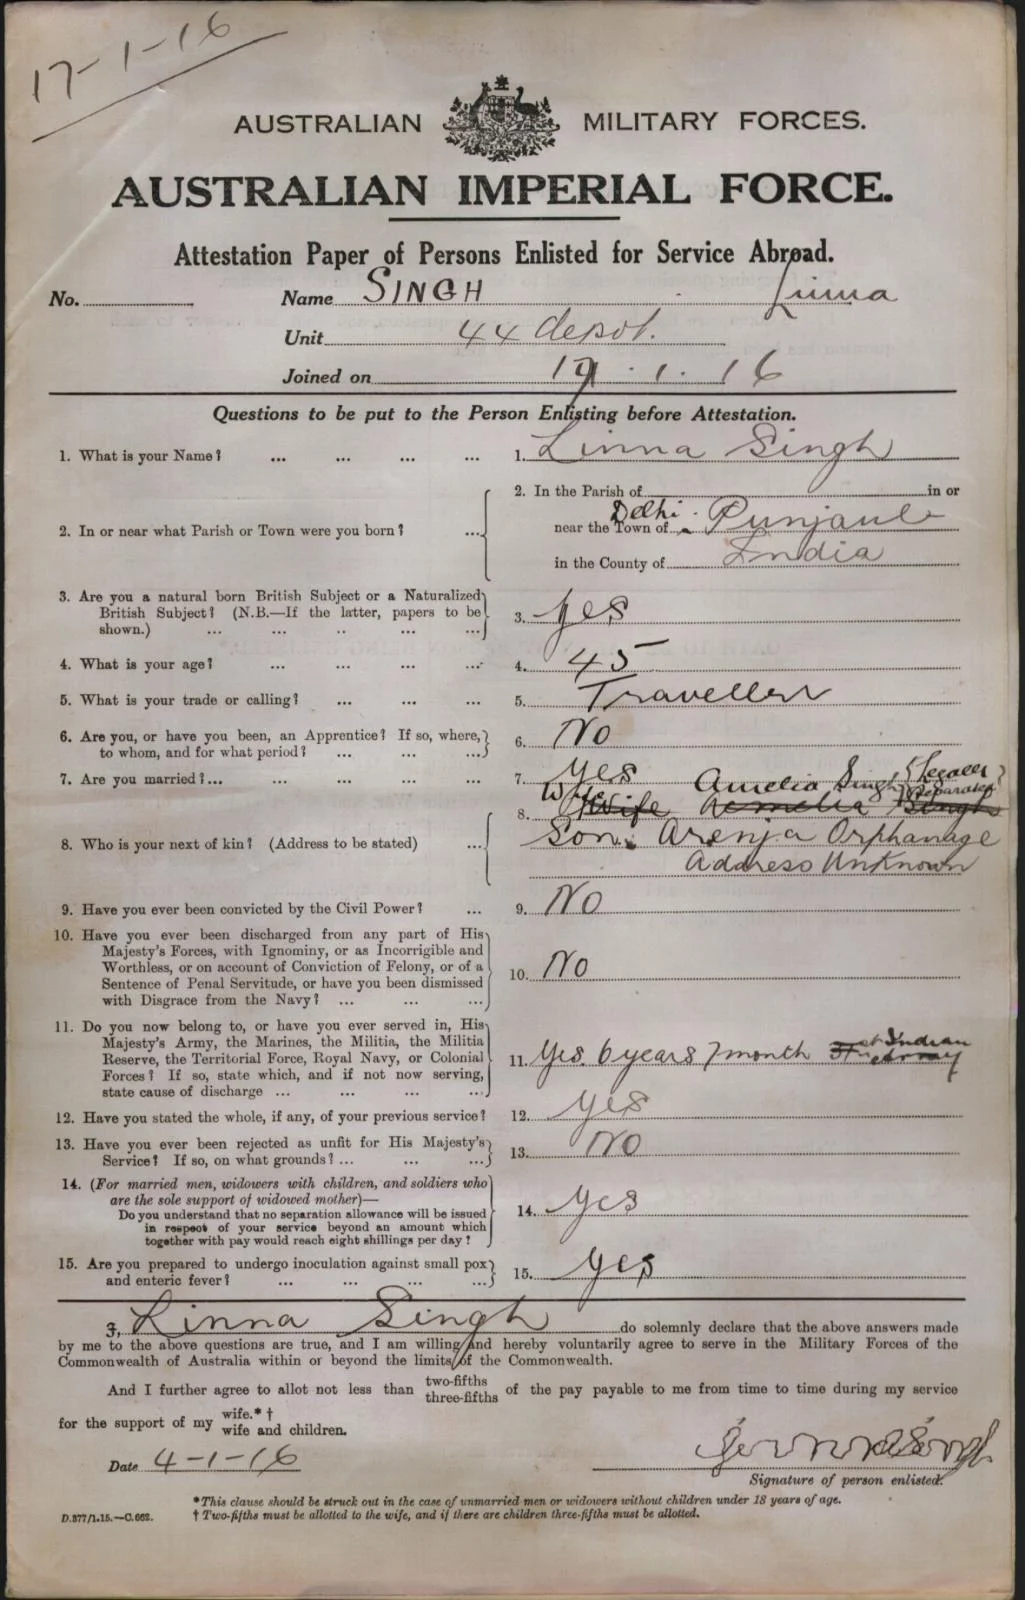 17-1-16
AUSTRALIAN MILITARY FORCES.
AUSTRALIAN IMPERIAL FORCE.
Attestation Paper of Persons Enlisted for Service Abroad.
No. Name SINGH Linna
Unit 44 depot.
Joined on 17.1.16
Questions to be put to the Person Enlisting before Attestation.
1. What is your Name? ... ... ... ... 1. Linna Singh
2. In the Parish of in or
2. In or near what Parish or Town were you born? ... near the Town of Delhi. Punjaub
in the County of India
3. Are you a natural born British Subject or a Naturalized
British Subject? (N.B.—If the latter, papers to be 3. Yes
shown.) ... ... .. ... ...
4. What is your age? ... ... ... ... 4. 45
5. What is your trade or calling? ... ... ... 5. Traveller
6. Are you, or have you been, an Apprentice? If so, where,
to whom, and for what period? ... ... ... 6. No
7. Are you married?... ... ... ... ... 7. Yes
Wife Amelia Singh (Legally Separated)
8. Wife Amelia Singh
8. Who is your next of kin? (Address to be stated) ... Son. Arenja Orphanage
Address Unknown
9. Have you ever been convicted by the Civil Power? ... 9. No
10. Have you ever been discharged from any part of His
Majesty's Forces, with Ignominy, or as Incorrigible and
Worthless, or on account of Conviction of Felony, or of a 10. No
Sentence of Penal Servitude, or have you been dismissed
with Disgrace from the Navy? ... ... ...
11. Do you now belong to, or have you ever served in, His
Majesty's Army, the Marines, the Militia, the Militia
Reserve, the Territorial Force, Royal Navy, or Colonial 11. Yes. 6 years 7 month Indian Army
Forces? If so, state which, and if not now serving,
state cause of discharge ... ... ... ...
12. Have you stated the whole, if any, of your previous service? 12. Yes
13. Have you ever been rejected as unfit for His Majesty's
Service? If so, on what grounds? ... ... ... 13. No
14. (For married men, widowers with children, and soldiers who
are the sole support of widowed mother)—
Do you understand that no separation allowance will be issued 14. Yes
in respect of your service beyond an amount which
together with pay would reach eight shillings per day?
15. Are you prepared to undergo inoculation against small pox
and enteric fever? ... ... ... ... 15. Yes
I, Linna Singh do solemnly declare that the above answers made
by me to the above questions are true, and I am willing and hereby voluntarily agree to serve in the Military Forces of the
Commonwealth of Australia within or beyond the limits of the Commonwealth.
And I further agree to allot not less than two-fifths three-fifths of the pay payable to me from time to time during my service
for the support of my wife.* † wife and children.
Date 4-1-16
Signature of person enlisted.
* This clause should be struck out in the case of unmarried men or widowers without children under 18 years of age.
D.877/1.15.—C.662. † Two-fifths must be allotted to the wife, and if there are children three-fifths must be allotted.